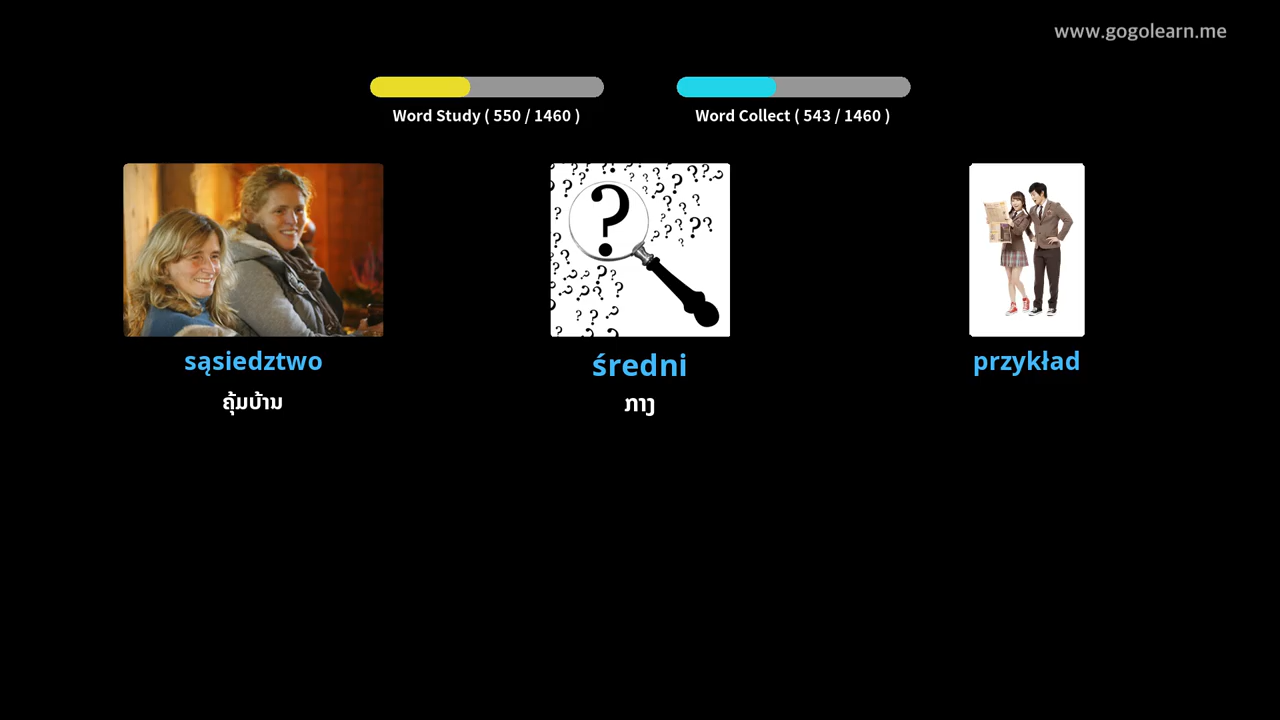 www.gogolearn.me
Word Study ( 550 / 1460 )
Word Collect ( 543 / 1460 )
sąsiedztwo
ຄຸ້ມບ້ານ
średni
ກາງ
przykład